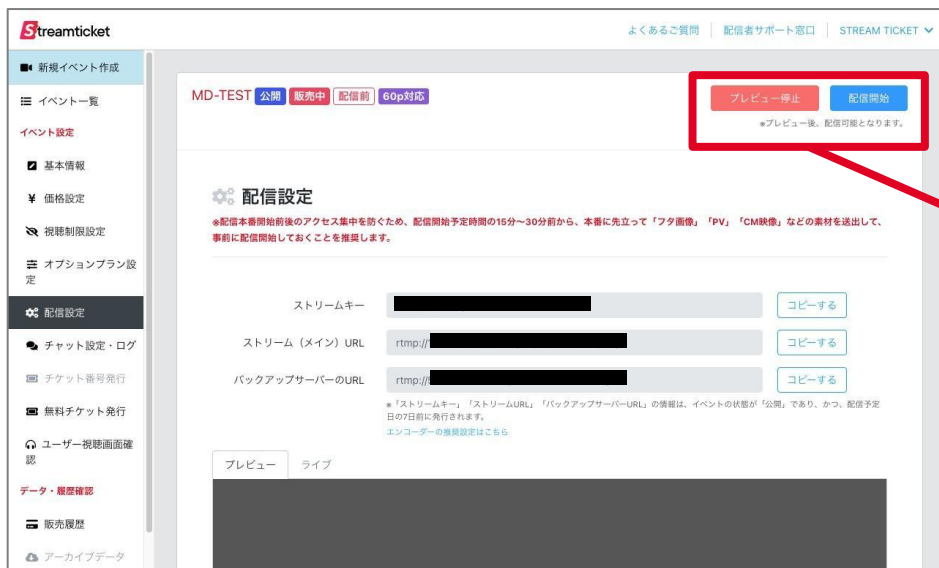 Streamticket
よくあるご質問
配信者サポート窓口
STREAM TICKET
新規イベント作成
イベント一覧
イベント設定
基本情報
価格設定
視聴制限設定
オプションプラン設
定
配信設定
チャット設定・ログ
チケット番号発行
無料チケット発行
ユーザー視聴画面確
認
データ・履歴確認
販売履歴
アーカイブデータ
MD-TEST 公開 販売中 配信前 60p対応
プレビュー停止 配信開始
※プレビュー後、配信可能となります。
配信設定
※配信本番開始前後のアクセス集中を防ぐため、配信開始予定時間の15分〜30分前から、本番に先立って「フタ画像」「PV」「CM映像」などの素材を送出して、
事前に配信開始しておくことを推奨します。
ストリームキー コピーする
ストリーム（メイン）URL rtmp:// コピーする
バックアップサーバーのURL rtmp:// コピーする
※「ストリームキー」「ストリームURL」「バックアップサーバーURL」の情報は、イベントの状態が「公開」であり、かつ、配信予定
日の7日前に発行されます。
エンコーダーの推奨設定はこちら
プレビュー ライブ